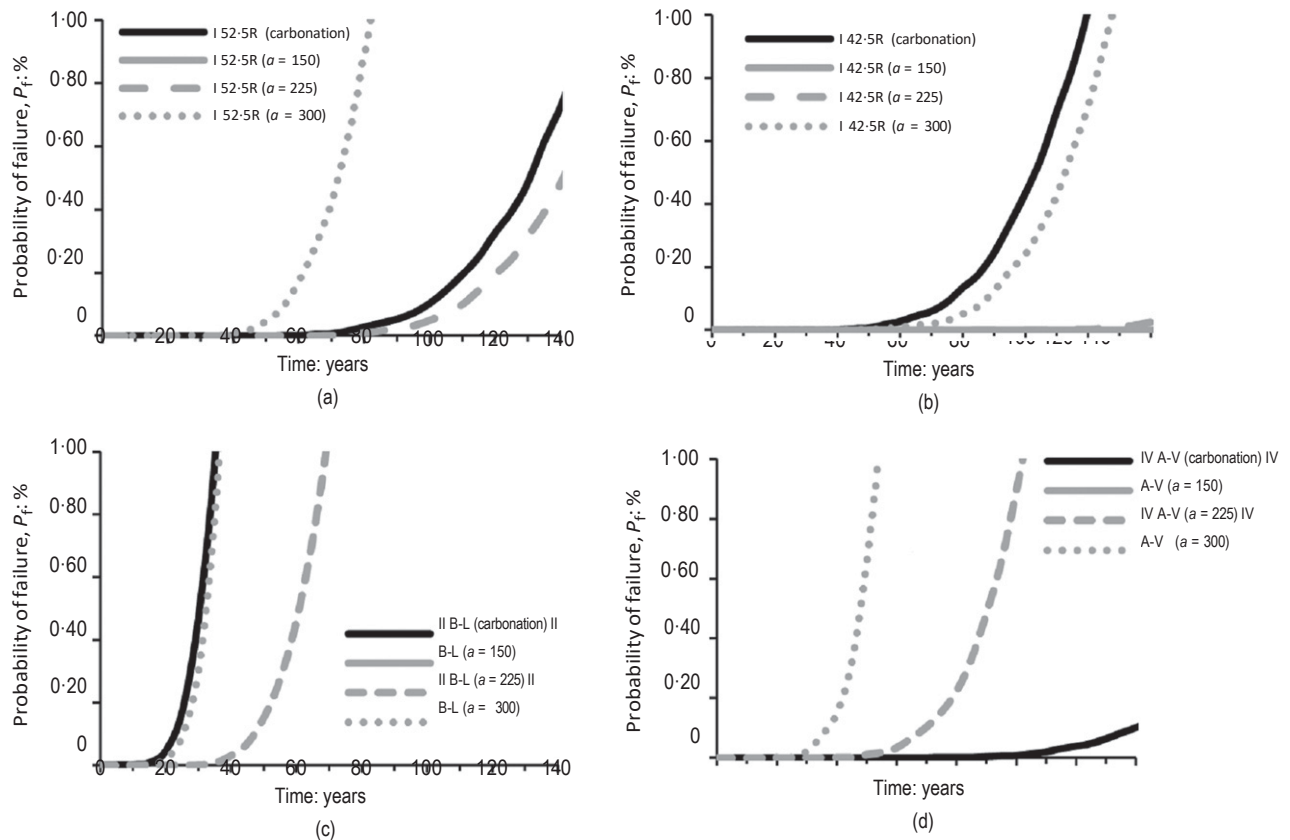 1·00
0·80
0·60
0·40
0·20
0
Probability of failure, Pf: %
I 52·5R (carbonation)
I 52·5R (a = 150)
I 52·5R (a = 225)
I 52·5R (a = 300)
0 20 40 60 80 100 120 140
Time: years
(a)
1·00
0·80
0·60
0·40
0·20
0
Probability of failure, Pf: %
I 42·5R (carbonation)
I 42·5R (a = 150)
I 42·5R (a = 225)
I 42·5R (a = 300)
0 20 40 60 80 100 120 140
Time: years
(b)
1·00
0·80
0·60
0·40
0·20
0
Probability of failure, Pf: %
II B-L (carbonation) II
B-L (a = 150)
II B-L (a = 225) II
B-L (a = 300)
0 20 40 60 80 100 120 140
Time: years
(c)
1·00
0·80
0·60
0·40
0·20
0
Probability of failure, Pf: %
IV A-V (carbonation) IV
A-V (a = 150)
IV A-V (a = 225) IV
A-V (a = 300)
Time: years
(d)